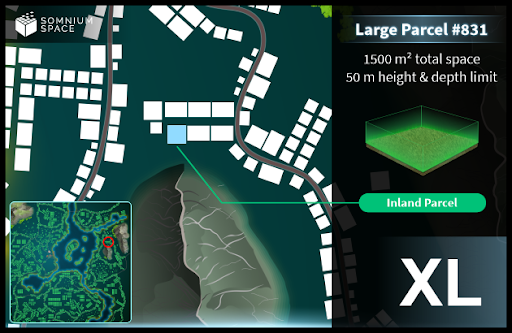 SOMNIUM
SPACE
Large Parcel #831
1500 m² total space
50 m height & depth limit
Inland Parcel
XL